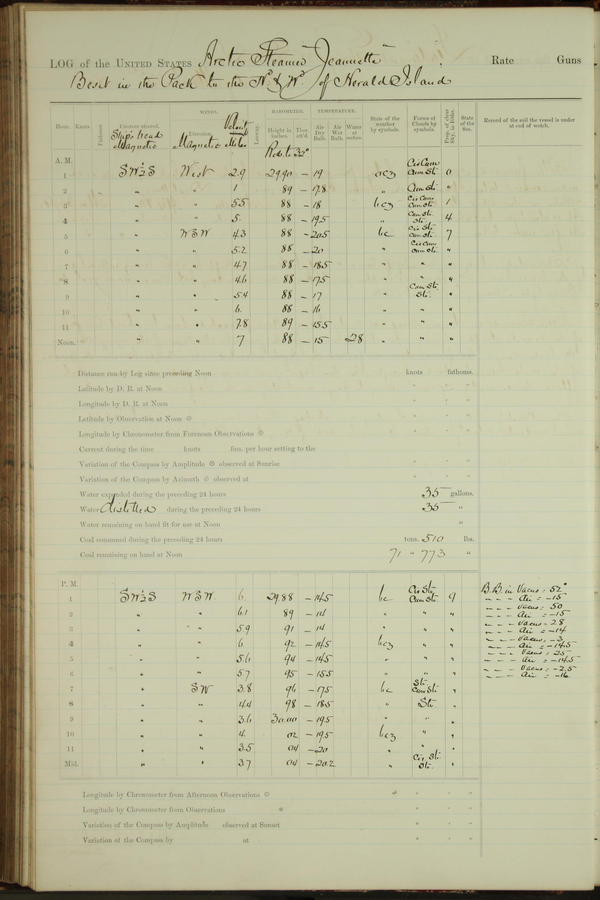 LOG of the UNITED STATES Arctic Steamer Jeannette Rate Guns
Beset in the Pack to the Nd & Wd of Herald Island
WINDS. BAROMETER. TEMPERATURE.
Hour. Knots Fathoms Courses steered. Direction. Leeway. Height in inches. Ther. att'd. Air Dry Bulb. Air Wet Bulb. Water at surface. State of the weather by symbols. Forms of Clouds by symbols. Prop. of clear Sky, in 10ths. State of the Sea. Record of the sail the vessel is under at end of watch.
Ship's head Magnetic Magnetic Velocity Miles
A. M. Cir Cum
1 SW½S West 2.9 29.90 -19 Cum St. 0
2 " " 1 89 -17.8 " Cum St. "
3 " " 5.5 88 -18 bcz Cir Cum Cum St. 1
4 " " 5. 88 -19.5 " Cum St. St. 4
5 " WSW 4.3 88 -20.5 bc Cir St. Cum St. 7
6 " " 5.2 88 -20 " Cir Cum Cum St. "
7 " " 4.7 88 -18.5 " " "
8 " " 4.6 88 -17.5 " " "
9 " " 5.4 88 -17 " Cum St. St. "
10 " " 6. 88 -16 " " "
11 " " 7.8 89 -15.5 " " "
Noon. " " 7 88 -15 28 " " "
Distance run by Log since preceding Noon knots fathoms.
Latitude by D. R. at Noon
Longitude by D. R. at Noon
Latitude by Observation at Noon
Longitude by Chronometer from Forenoon Observations
Current during the time knots fms. per hour setting to the
Variation of the Compass by Amplitude observed at Sunrise
Variation of the Compass by Azimuth observed at
Water expended during the preceding 24 hours 35 gallons.
Water distilled during the preceding 24 hours 35 "
Water remaining on hand fit for use at Noon "
Coal consumed during the preceding 24 hours tons. 510 lbs.
Coal remaining on hand at Noon 71 " 773 "
P. M.
1 SW½S WSW 6. 29.88 -14.5 bc Cir St. Cum St. 9
2 " " 6.1 89 -14 " " "
3 " " 5.9 91 -14 " " "
4 " " 6. 92 -14.5 bcz " "
5 " " 5.6 94 -14.5 " " "
6 " " 5.7 95 -15.5 " " "
7 " SW 3.8 96 -17.5 bc St. Cum St. "
8 " " 4.4 98 -18.5 " St. "
9 " " 3.6 30.00 -19.5 " " "
10 " " 4. 02 -19.5 bcz " "
11 " " 3.5 04 -20 " " "
Mid. " " 3.7 04 -20.2 " Cir St. St. "
B.B. in Vacuo = 52°
" " " Air = -15
" " " Vacuo = 50
" " " Air = -15
" " " Vacuo = 28
" " " Air = -14
" " " Vacuo = -3
" " " Air = -14.5
" " " Vacuo = 25
" " " Air = -14.5
" " " Vacuo = -2.5
" " " Air = -16
Longitude by Chronometer from Afternoon Observations
Longitude by Chronometer from Observations
Variation of the Compass by Amplitude observed at Sunset
Variation of the Compass by at